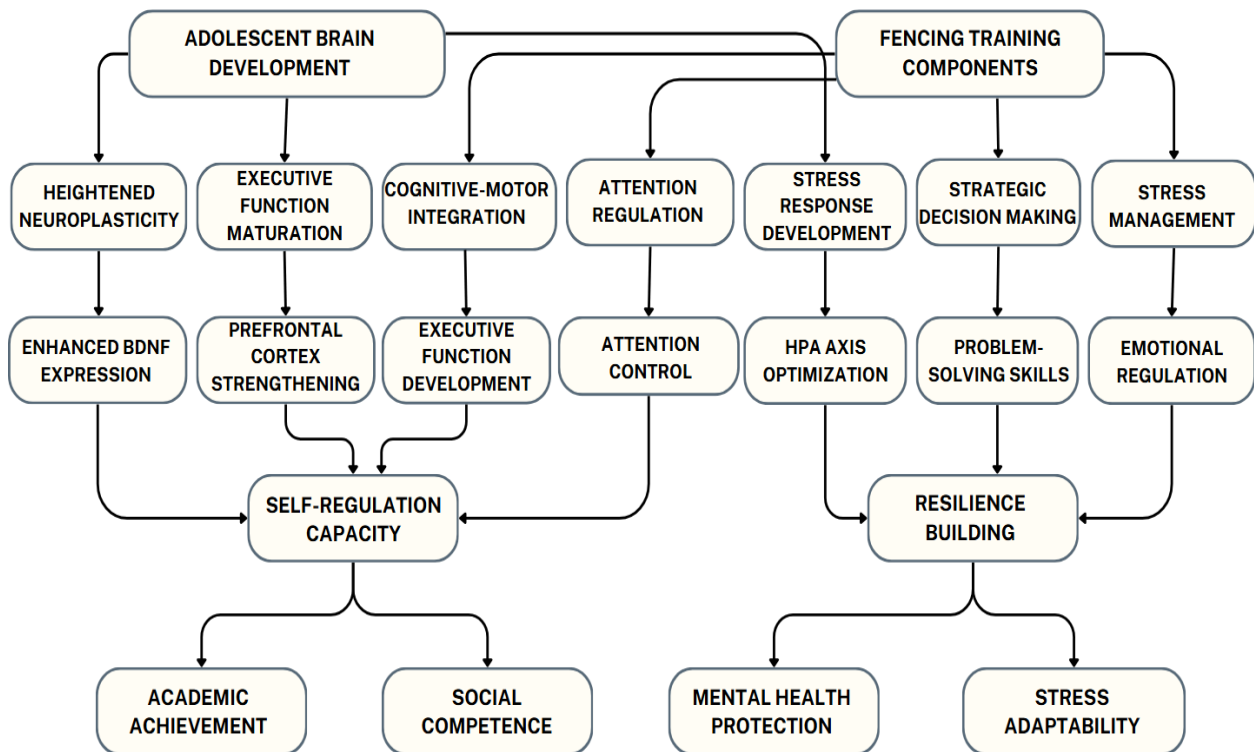 ADOLESCENT BRAIN
DEVELOPMENT
FENCING TRAINING
COMPONENTS
HEIGHTENED
NEUROPLASTICITY
EXECUTIVE
FUNCTION
MATURATION
COGNITIVE-MOTOR
INTEGRATION
ATTENTION
REGULATION
STRESS
RESPONSE
DEVELOPMENT
STRATEGIC
DECISION MAKING
STRESS
MANAGEMENT
ENHANCED BDNF
EXPRESSION
PREFRONTAL
CORTEX
STRENGTHENING
EXECUTIVE
FUNCTION
DEVELOPMENT
ATTENTION
CONTROL
HPA AXIS
OPTIMIZATION
PROBLEM-
SOLVING SKILLS
EMOTIONAL
REGULATION
SELF-REGULATION
CAPACITY
RESILIENCE
BUILDING
ACADEMIC
ACHIEVEMENT
SOCIAL
COMPETENCE
MENTAL HEALTH
PROTECTION
STRESS
ADAPTABILITY